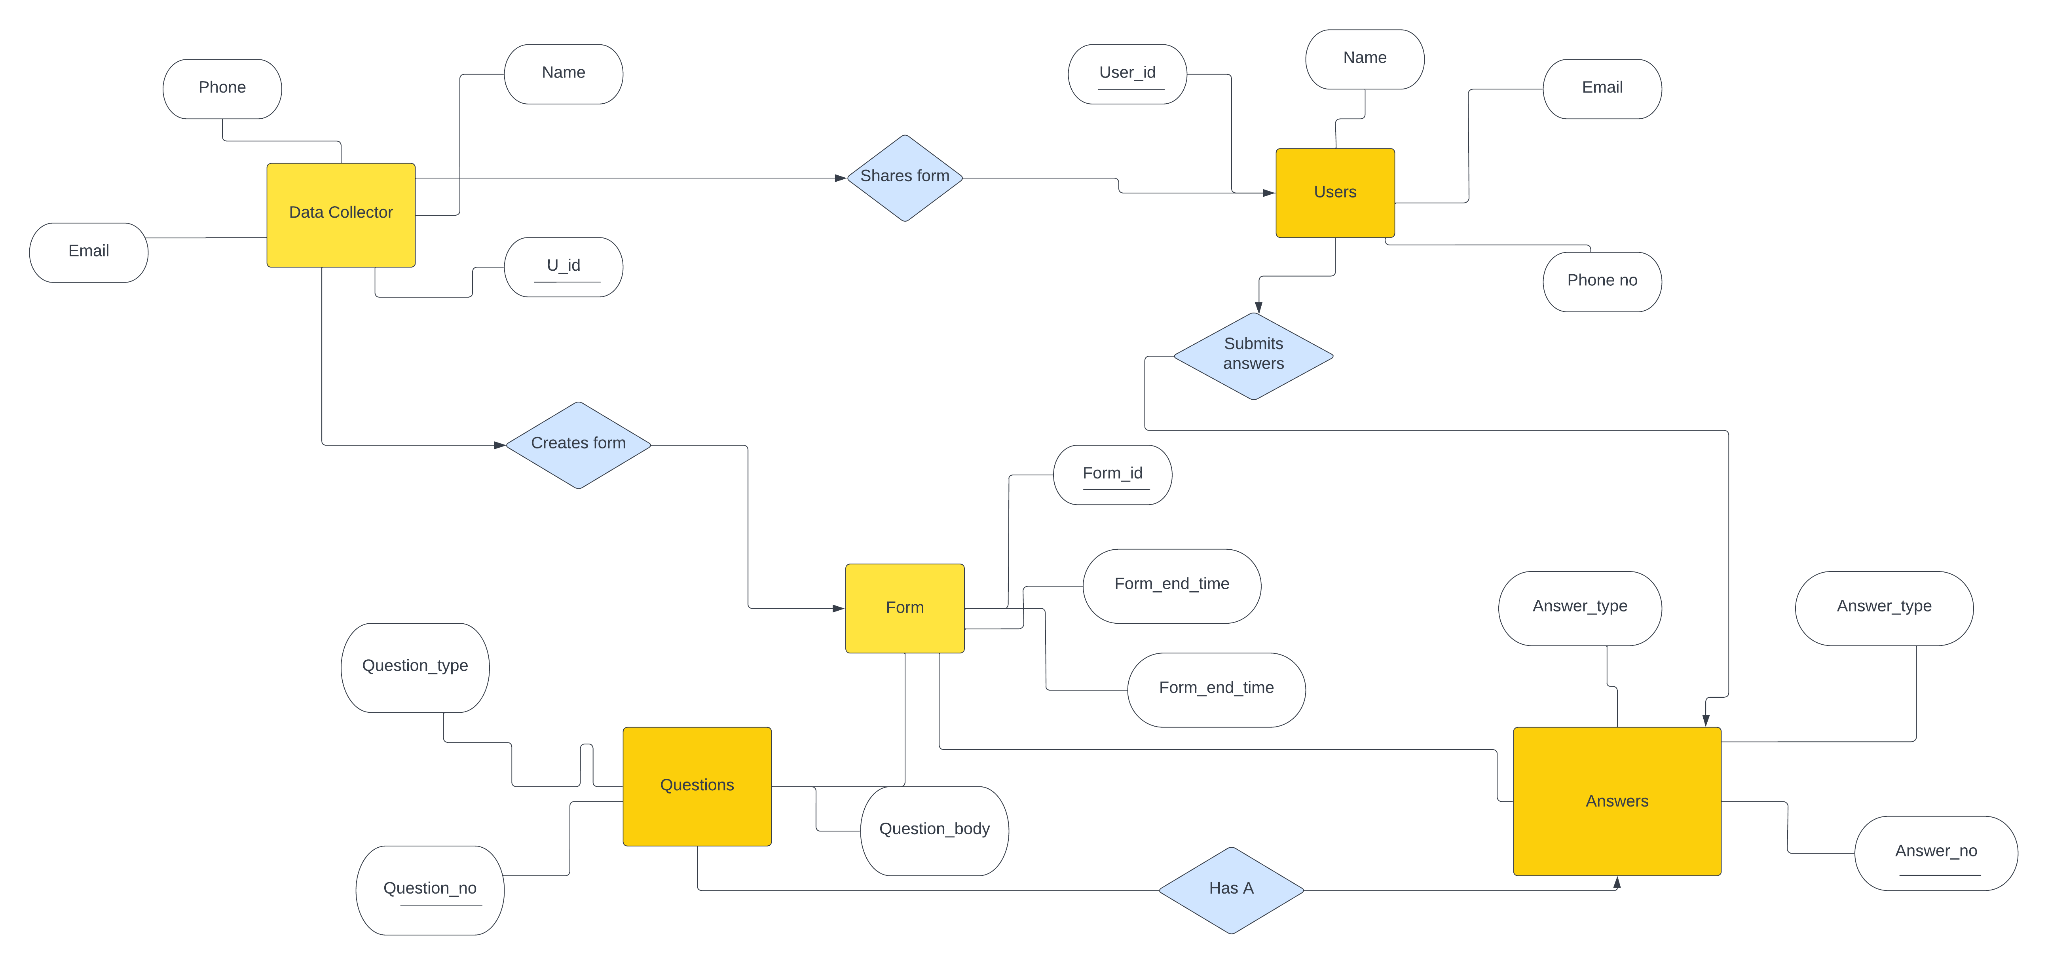 Name
Phone
Name
User_id
Email
Shares form
Users
Data Collector
Email
U_id
Phone no
Submits
answers
Creates form
Form_id
Form_end_time
Form
Answer_type
Answer_type
Question_type
Form_end_time
Questions
Answers
Question_body
Answer_no
Question_no
Has A